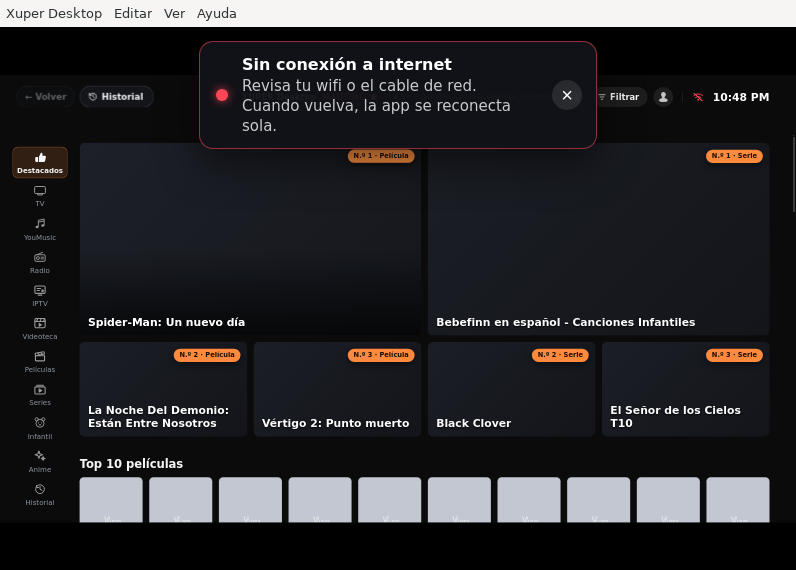 Xuper Desktop Editar Ver Ayuda
Sin conexión a internet
Revisa tu wifi o el cable de red.
Cuando vuelva, la app se reconecta
sola.
← Volver
Historial
Filtrar
10:48 PM
Destacados
TV
YouMusic
Radio
IPTV
Videoteca
Películas
Series
Infantil
Anime
Historial
N.º 1 · Película
Spider-Man: Un nuevo día
N.º 1 · Serie
Bebefinn en español - Canciones Infantiles
N.º 2 · Película
La Noche Del Demonio:
Están Entre Nosotros
N.º 3 · Película
Vértigo 2: Punto muerto
N.º 2 · Serie
Black Clover
N.º 3 · Serie
El Señor de los Cielos
T10
Top 10 películas